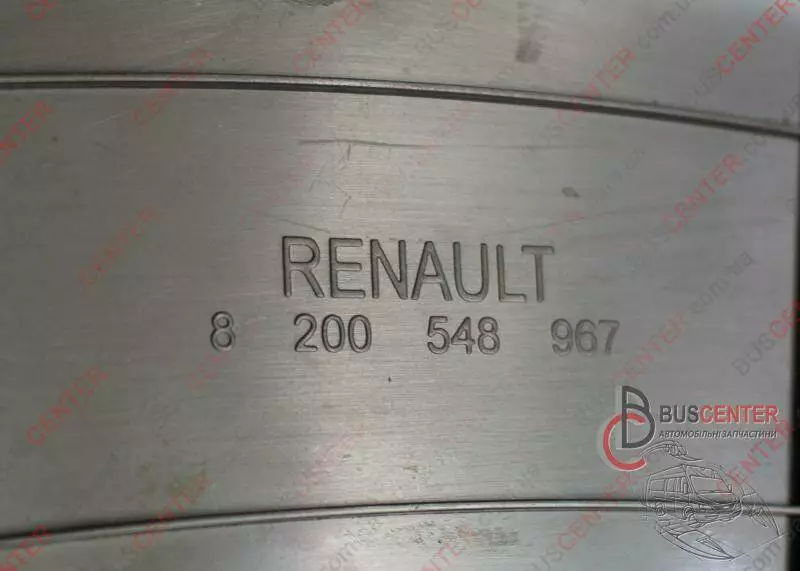 RENAULT
8 200 548 967
BUSCENTER
АВТОМОБІЛЬНІ ЗАПЧАСТИНИ